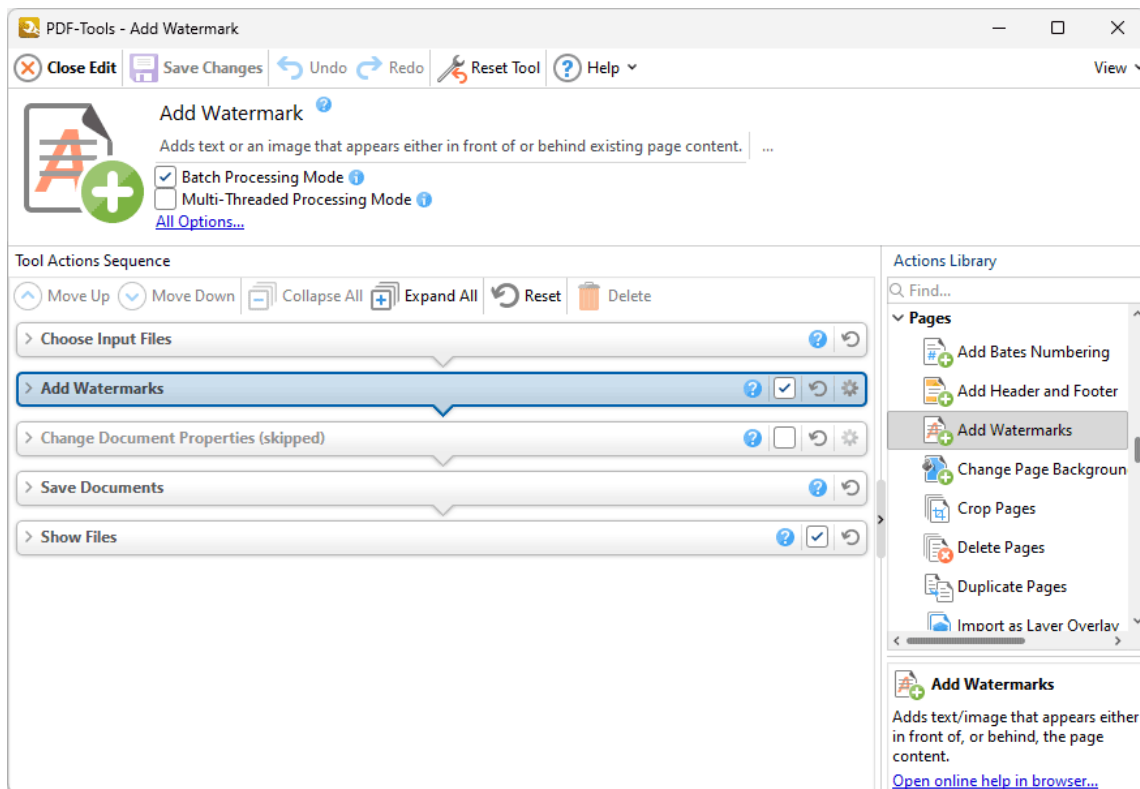 PDF-Tools - Add Watermark
Close Edit Save Changes Undo Redo Reset Tool Help View
Add Watermark
Adds text or an image that appears either in front of or behind existing page content. ...
Batch Processing Mode
Multi-Threaded Processing Mode
All Options...
Tool Actions Sequence
Move Up Move Down Collapse All Expand All Reset Delete
Choose Input Files
Add Watermarks
Change Document Properties (skipped)
Save Documents
Show Files
Actions Library
Find...
Pages
Add Bates Numbering
Add Header and Footer
Add Watermarks
Change Page Backgroun
Crop Pages
Delete Pages
Duplicate Pages
Import as Layer Overlay
Add Watermarks
Adds text/image that appears either
in front of, or behind, the page
content.
Open online help in browser...